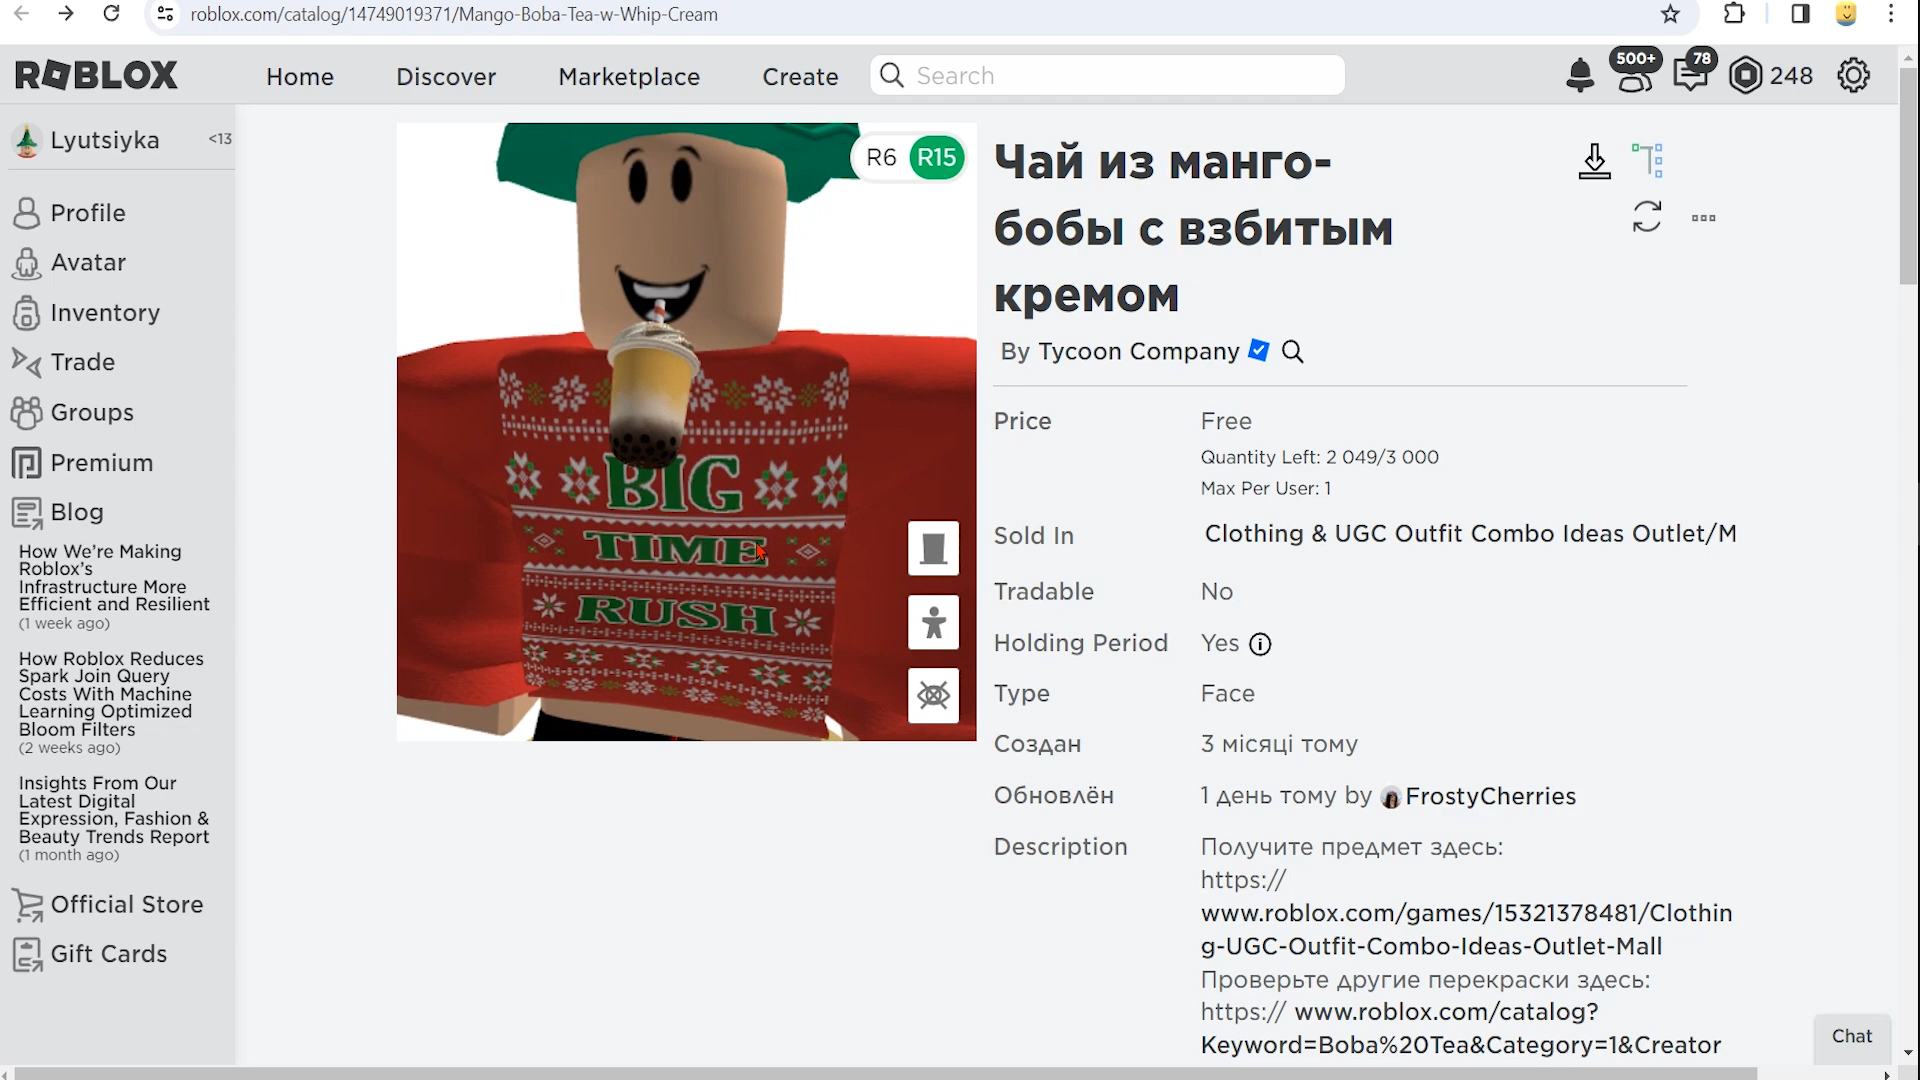 roblox.com/catalog/14749019371/Mango-Boba-Tea-w-Whip-Cream
ROBLOX
Home
Discover
Marketplace
Create
Search
500+
78
248
Lyutsiyka
<13
Profile
Avatar
Inventory
Trade
Groups
Premium
Blog
How We're Making
Roblox's
Infrastructure More
Efficient and Resilient
(1 week ago)
How Roblox Reduces
Spark Join Query
Costs With Machine
Learning Optimized
Bloom Filters
(2 weeks ago)
Insights From Our
Latest Digital
Expression, Fashion &
Beauty Trends Report
(1 month ago)
Official Store
Gift Cards
R6
R15
BIG
TIME
RUSH
Чай из манго-
бобы с взбитым
кремом
By Tycoon Company
Price
Free
Quantity Left: 2 049/3 000
Max Per User: 1
Sold In
Clothing & UGC Outfit Combo Ideas Outlet/M
Tradable
No
Holding Period
Yes
Type
Face
Создан
3 місяці тому
Обновлён
1 день тому by FrostyCherries
Description
Получите предмет здесь:
https://
www.roblox.com/games/15321378481/Clothin
g-UGC-Outfit-Combo-Ideas-Outlet-Mall
Проверьте другие перекраски здесь:
https:// www.roblox.com/catalog?
Keyword=Boba%20Tea&Category=1&Creator
Chat